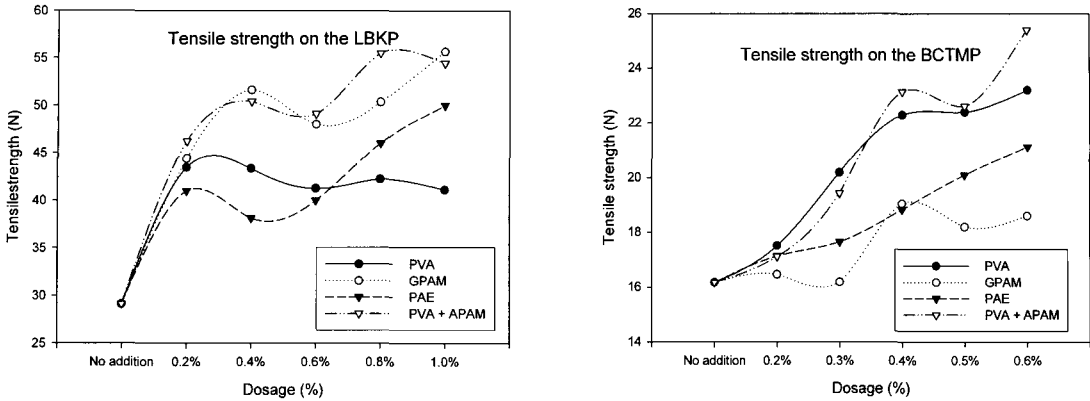 Tensile strength on the LBKP
Tensilestrength (N)
60
55
50
45
40
35
30
25
PVA
GPAM
PAE
PVA + APAM
No addition 0.2% 0.4% 0.6% 0.8% 1.0%
Dosage (%)
Tensile strength on the BCTMP
Tensile strength (N)
26
24
22
20
18
16
14
PVA
GPAM
PAE
PVA + APAM
No addition 0.2% 0.3% 0.4% 0.5% 0.6%
Dosage (%)